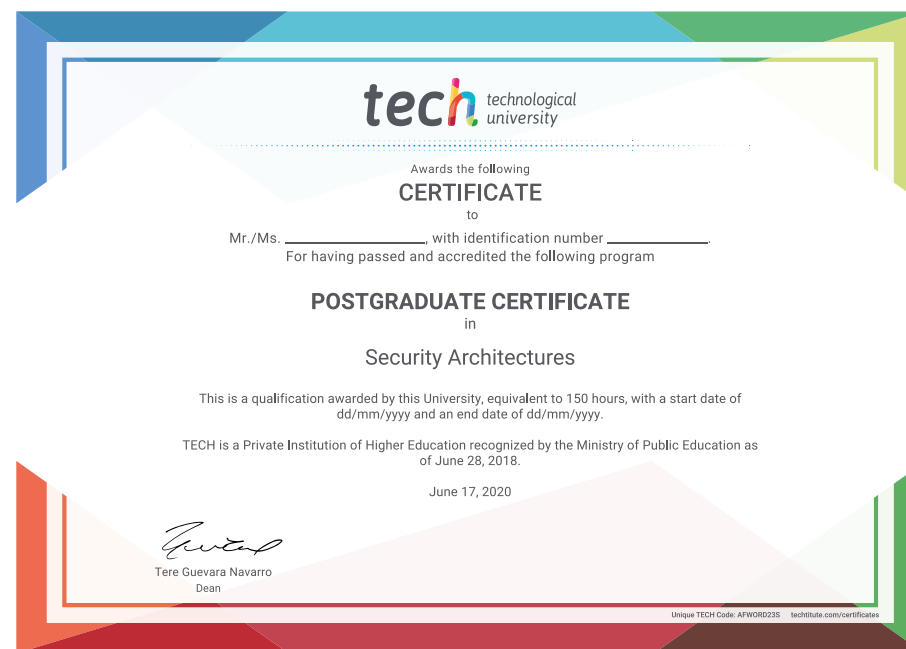 tech technological
university
Awards the following
CERTIFICATE
to
Mr./Ms. ____________________, with identification number ______________.
For having passed and accredited the following program
POSTGRADUATE CERTIFICATE
in
Security Architectures
This is a qualification awarded by this University, equivalent to 150 hours, with a start date of
dd/mm/yyyy and an end date of dd/mm/yyyy.
TECH is a Private Institution of Higher Education recognized by the Ministry of Public Education as
of June 28, 2018.
June 17, 2020
Tere Guevara Navarro
Dean
Unique TECH Code: AFWORD23S techtitute.com/certificates